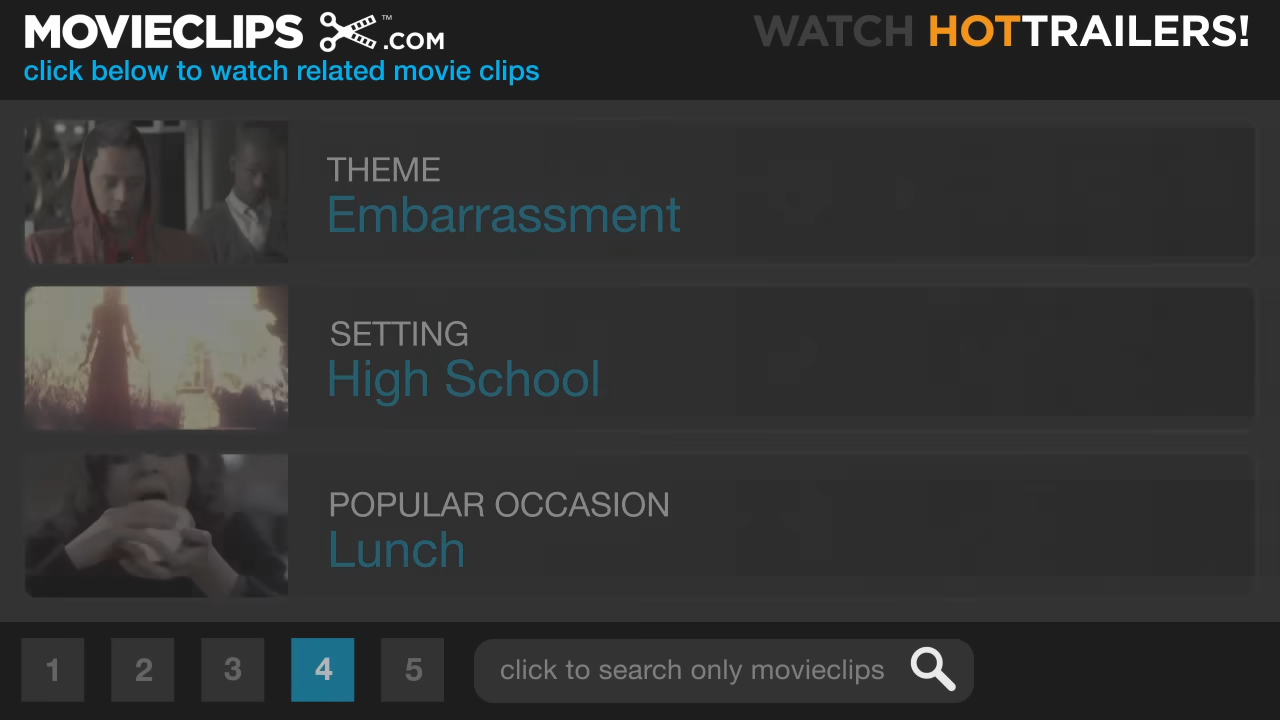 MOVIECLIPS ™.COM
WATCH HOTTRAILERS!
click below to watch related movie clips
THEME
Embarrassment
SETTING
High School
POPULAR OCCASION
Lunch
1 2 3 4 5
click to search only movieclips